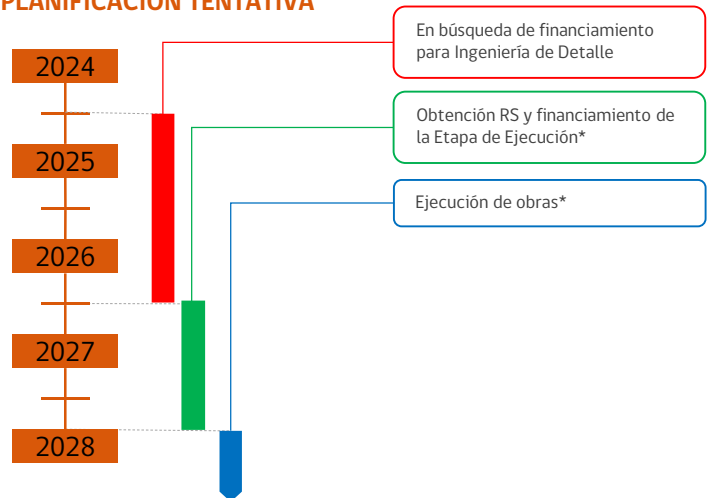 PLANIFICACIÓN TENTATIVA
En búsqueda de financiamiento
para Ingeniería de Detalle
2024
Obtención RS y financiamiento de
la Etapa de Ejecución*
2025
Ejecución de obras*
2026
2027
2028